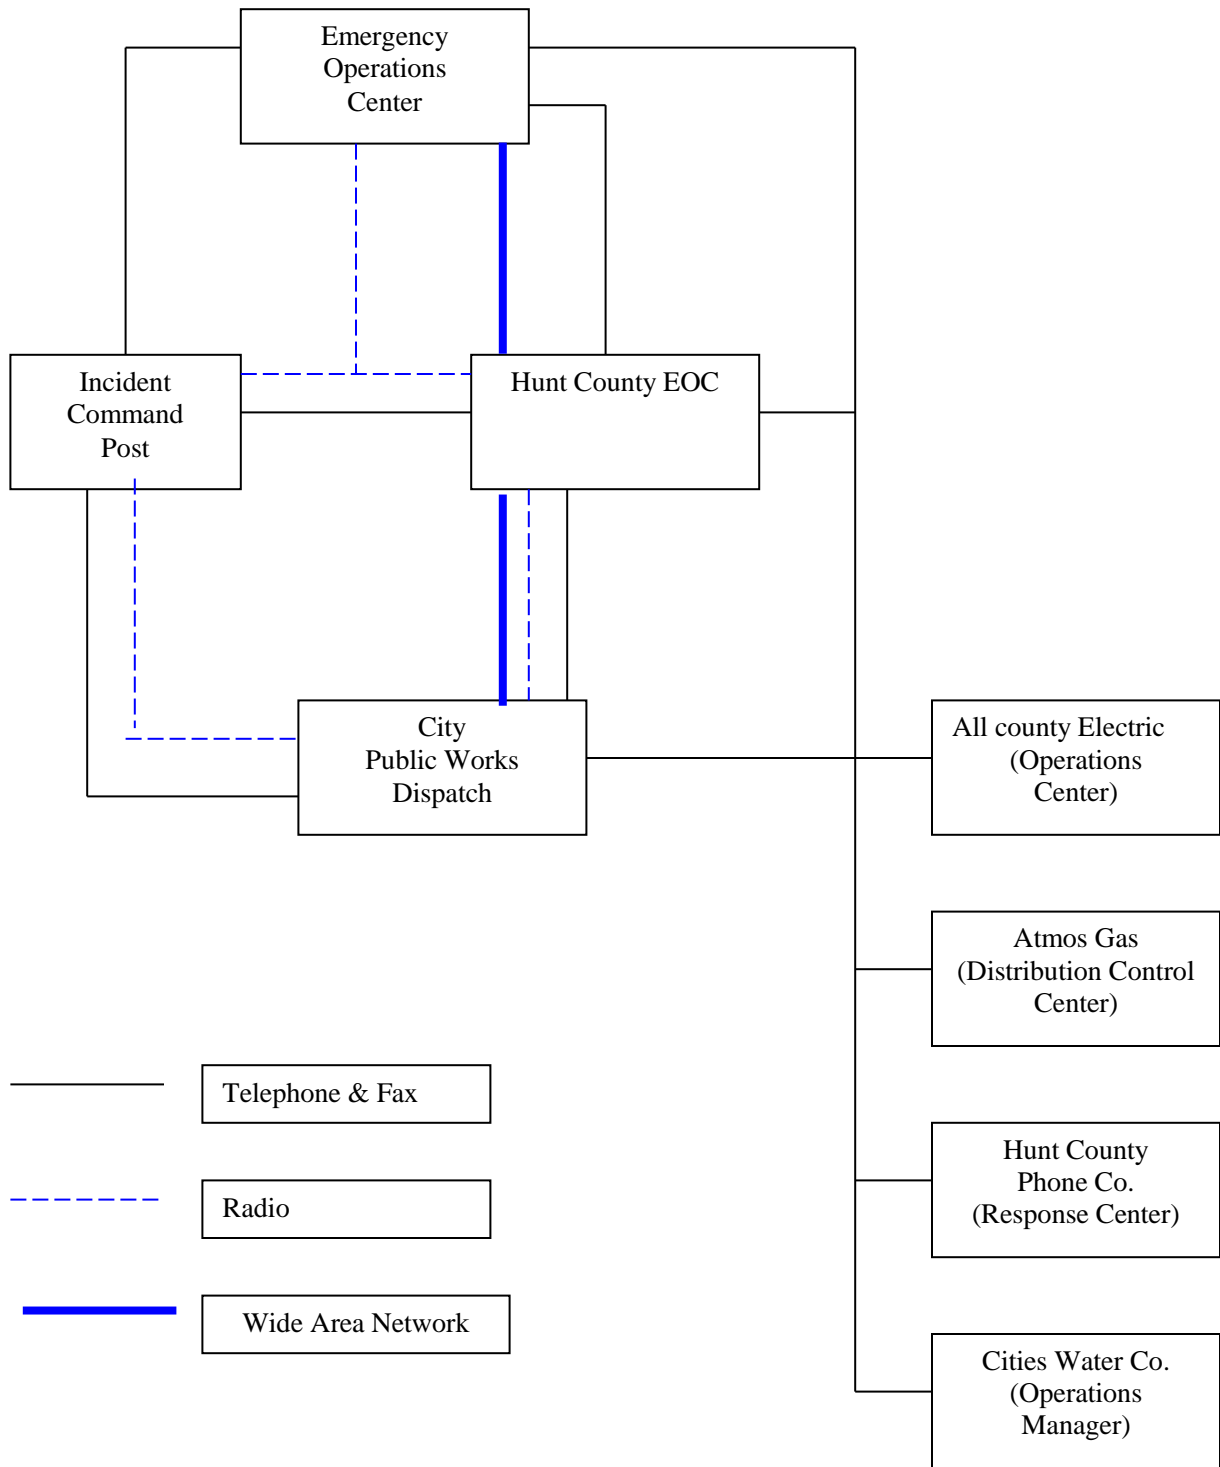 Emergency
Operations
Center
Incident
Command
Post
Hunt County EOC
City
Public Works
Dispatch
All county Electric
(Operations
Center)
Atmos Gas
(Distribution Control
Center)
Telephone & Fax
Hunt County
Phone Co.
(Response Center)
Radio
Wide Area Network
Cities Water Co.
(Operations
Manager)